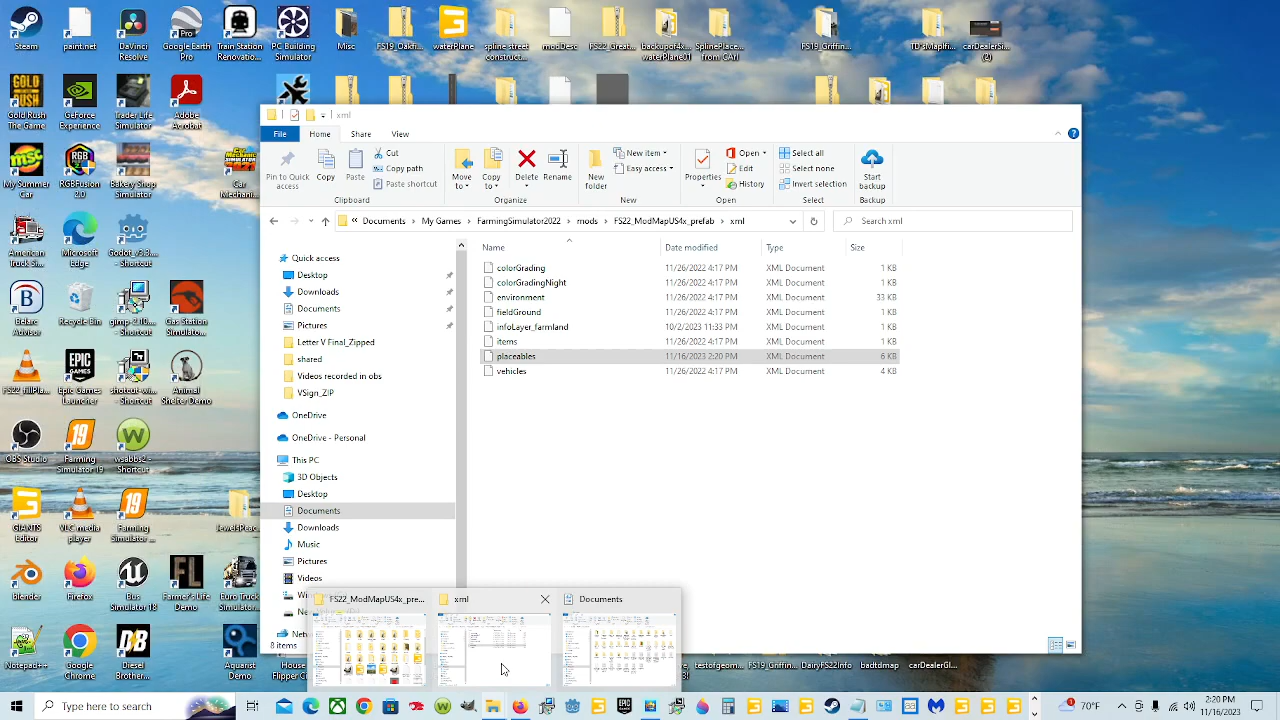 Steam
paint.net
DaVinci
Resolve
Google Earth
Pro
Train Station
Renovatio...
PC Building
Simulator
Misc
FS19_Oakfi...
waterPlane
spline street
construct...
modDesc
FS22_Great...
backupof4x...
waterPlane01
SplinePlace
from CArl
FS19_Griffin...
TD'sMapIfi...
carDealerSi...
(2)
Gold Rush
The Game
GeForce
Experience
Trader Life
Simulator
Adobe
Acrobat
My Summer
Car
RGBFusion
Bakery Shop
Simulator
Car
Mechani...
American
Truck Si...
Microsoft
Edge
Godot_v3.3...
- Shortcut
Recycle Bin
gimp-2.10...
- Shortcut
Gas Station
Simulato...
Epic Games
Launcher
Animal
Shelter Demo
OBS Studio
Farming
Simulator 19
wsabbs2 -
Shortcut
GIANTS
Editor
VLC media
player
Farming
Simulator ...
Blender
Firefox
Bus
Simulator 18
Farmer's Life
Demo
Euro Truck
Simulator...
Google
Chrome
Diesel
Brother...
Aquarist
House
Flipper
xml
File
Home
Share
View
Pin to Quick
access
Copy
Paste
Cut
Copy path
Paste shortcut
Clipboard
Move
to
Copy
to
Delete
Rename
Organize
New
folder
New item
Easy access
New
Properties
Open
Edit
History
Open
Select all
Select none
Invert selection
Select
Start
backup
Backup
Documents
My Games
FarmingSimulator2022
mods
FS22_ModMapUS4x_prefab
xml
Search xml
Name
Date modified
Type
Size
colorGrading 11/26/2022 4:17 PM XML Document 1 KB
colorGradingNight 11/26/2022 4:17 PM XML Document 1 KB
environment 11/26/2022 4:17 PM XML Document 33 KB
fieldGround 11/26/2022 4:17 PM XML Document 1 KB
infoLayer_farmland 10/2/2023 11:33 PM XML Document 1 KB
items 11/26/2022 4:17 PM XML Document 1 KB
placeables 11/16/2023 2:20 PM XML Document 6 KB
vehicles 11/26/2022 4:17 PM XML Document 4 KB
Quick access
Desktop
Downloads
Documents
Pictures
Letter V Final_Zipped
shared
Videos recorded in obs
VSign_ZIP
OneDrive
OneDrive - Personal
This PC
3D Objects
Desktop
Documents
Downloads
Music
Pictures
Videos
8 items
FS22_ModMapUS4x_pre...
xml
Documents
testofgeom...
FS19_Griffin...
DairyFS22Info
carDealerGl...
Type here to search
70°F
2:20 PM
11/16/2023